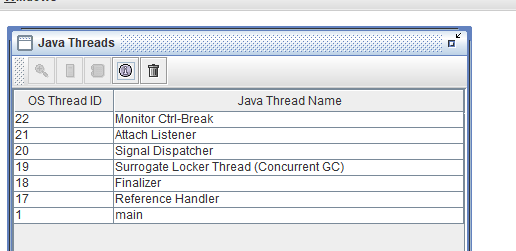 Java Threads
OS Thread ID Java Thread Name
22 Monitor Ctrl-Break
21 Attach Listener
20 Signal Dispatcher
19 Surrogate Locker Thread (Concurrent GC)
18 Finalizer
17 Reference Handler
1 main